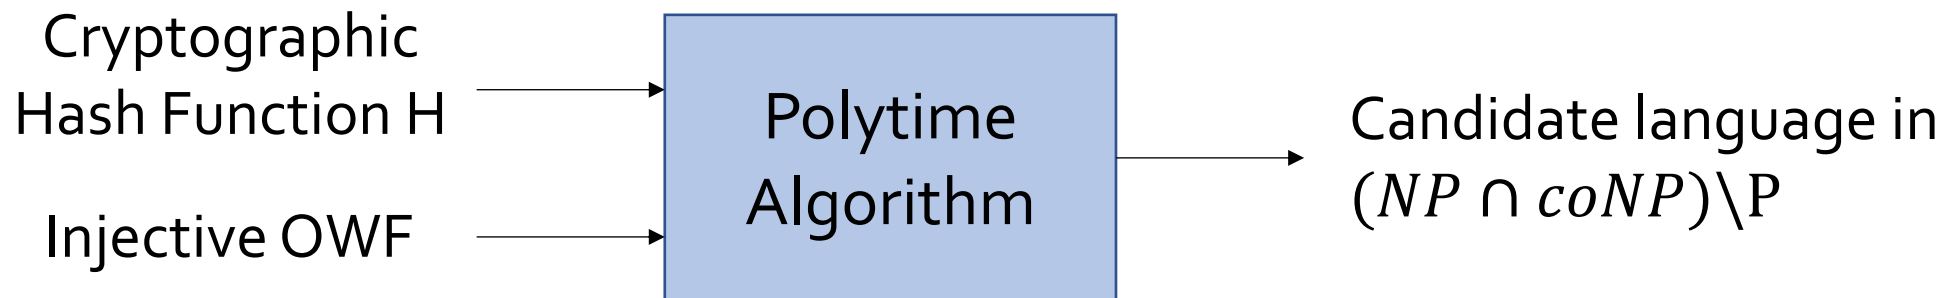 Cryptographic
Hash Function H
Injective OWF
Polytime
Algorithm
Candidate language in
(NP ∩ coNP)\P